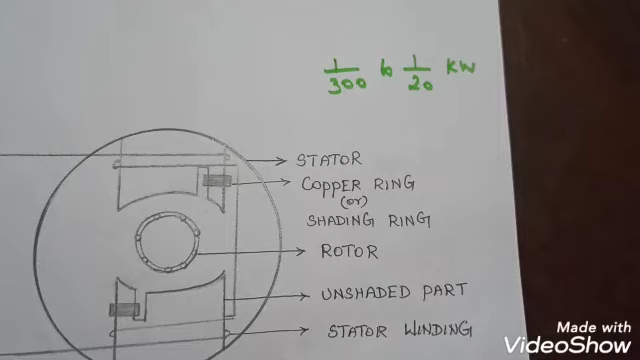 1/300 to 1/20 KW
STATOR
COPPER RING
(or)
SHADING RING
ROTOR
UNSHADED PART
STATOR WINDING
Made with
VideoShow